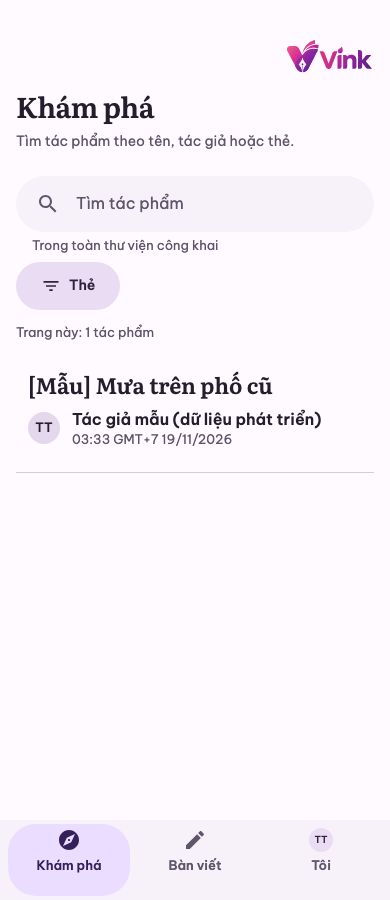 Vink
Khám phá
Tìm tác phẩm theo tên, tác giả hoặc thẻ.
Tìm tác phẩm
Trong toàn thư viện công khai
Thẻ
Trang này: 1 tác phẩm
[Mẫu] Mưa trên phố cũ
TT
Tác giả mẫu (dữ liệu phát triển)
03:33 GMT+7 19/11/2026
Khám phá
Bàn viết
TT
Tôi